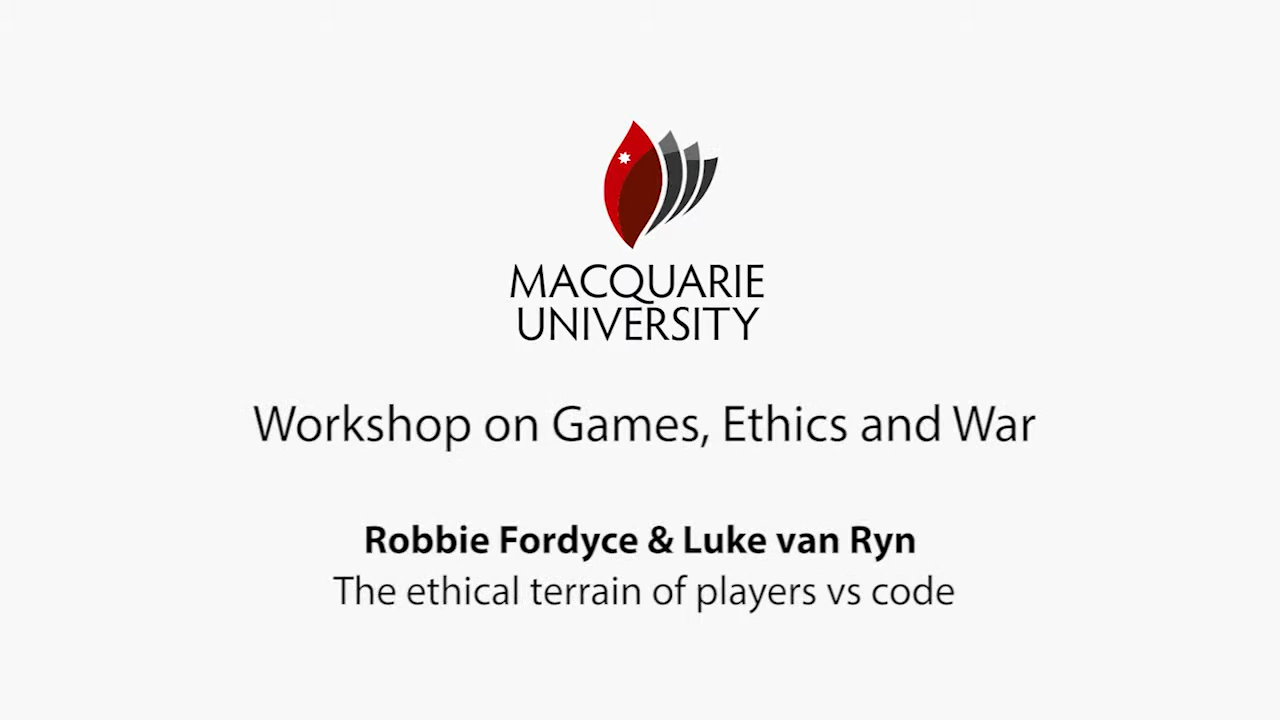 MACQUARIE
UNIVERSITY
Workshop on Games, Ethics and War
Robbie Fordyce & Luke van Ryn
The ethical terrain of players vs code